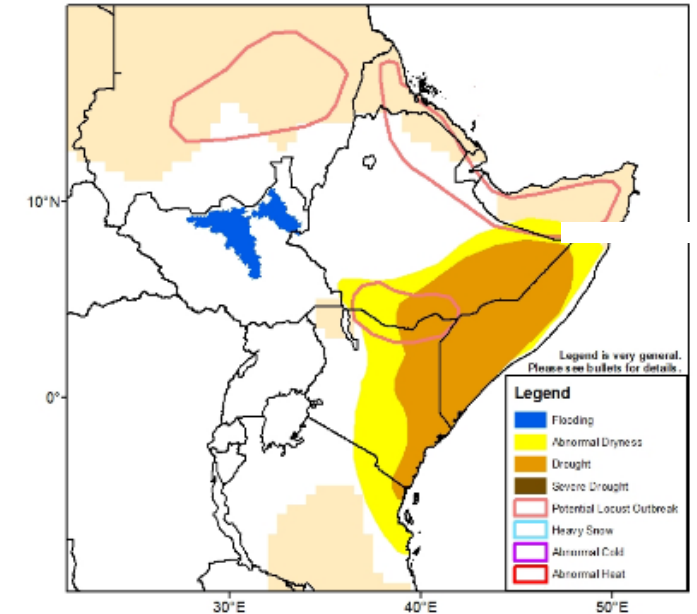 10°N
0°
30°E
40°E
50°E
Legend is very general.
Please see bullets for details.
Legend
Flooding
Abnormal Dryness
Drought
Severe Drought
Potential Locust Outbreak
Heavy Snow
Abnormal Cold
Abnormal Heat